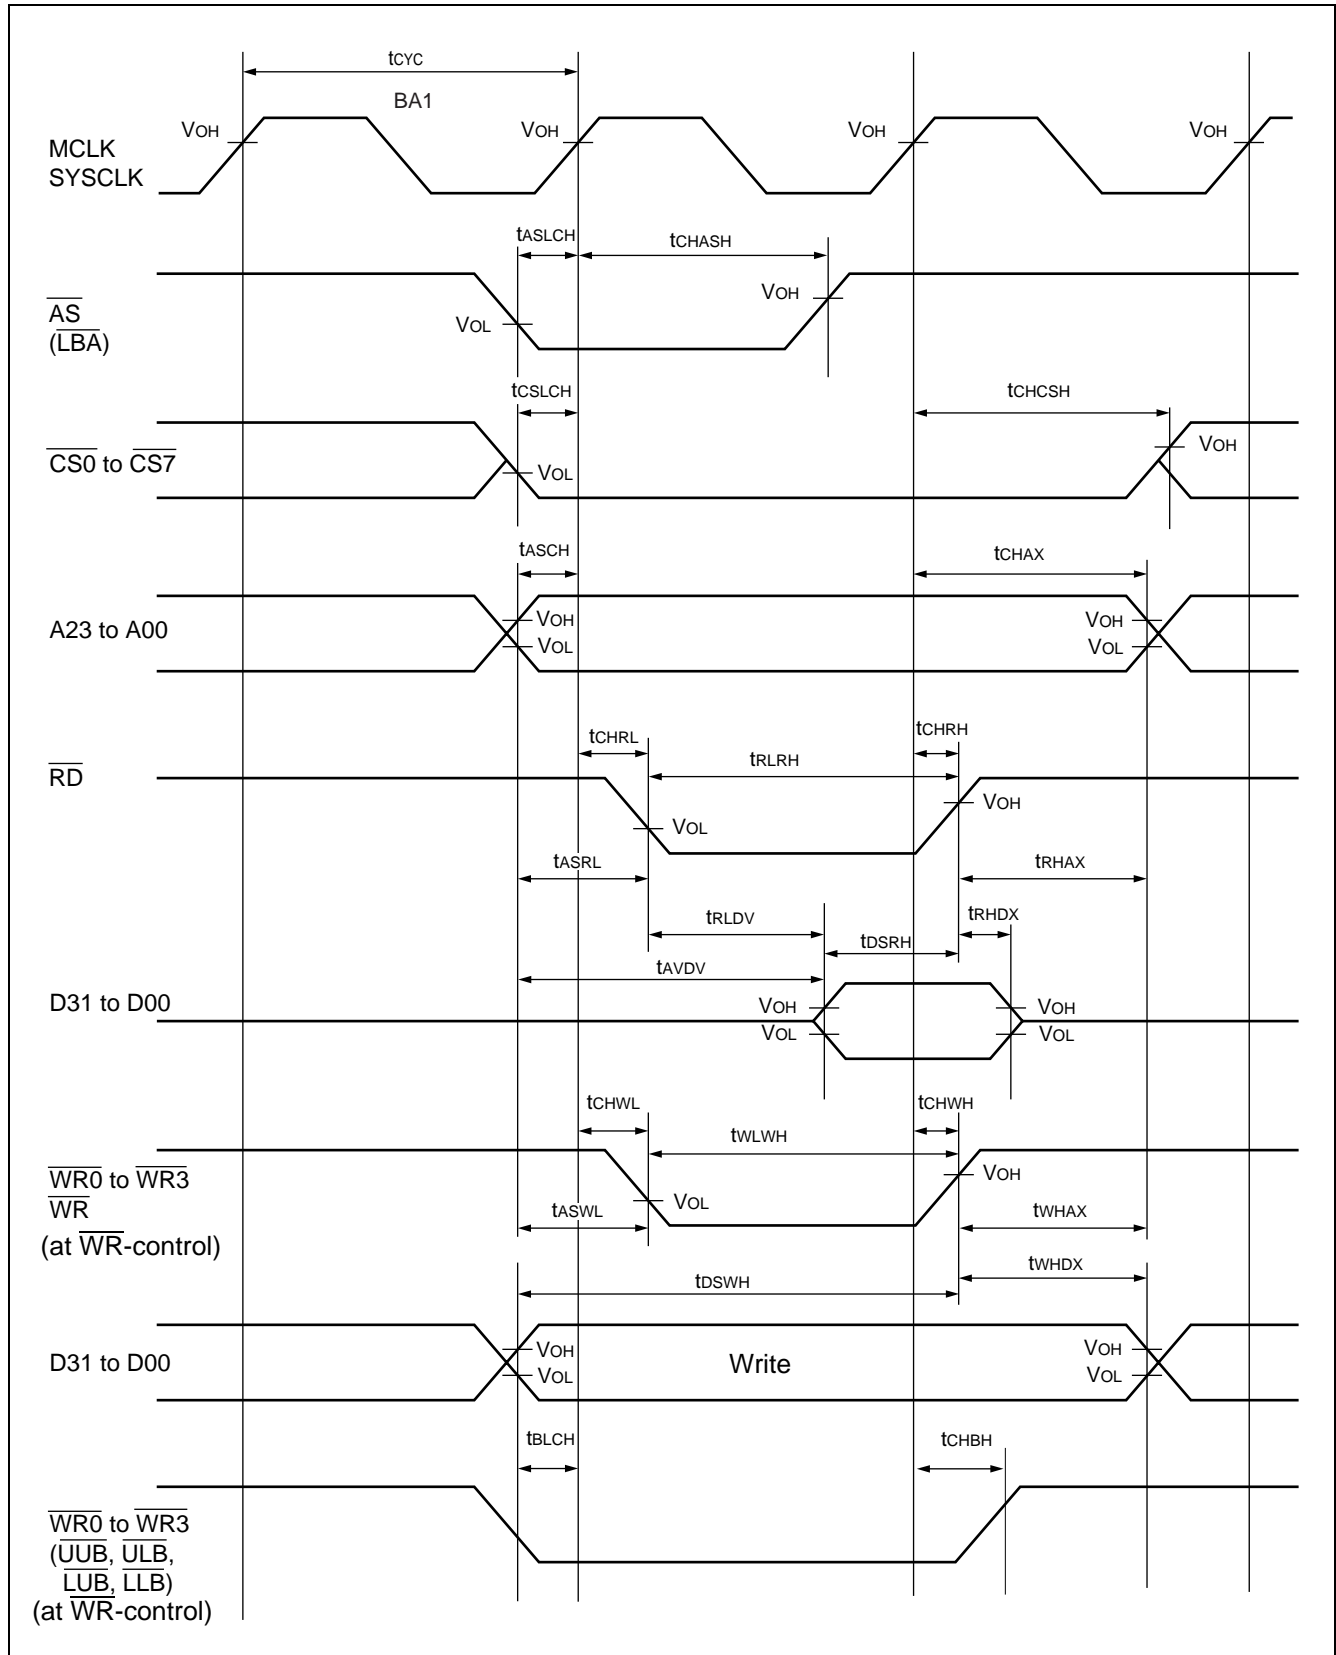 tCYC
BA1
VOH VOH VOH VOH
MCLK
SYSCLK
tASLCH tCHASH
VOH
AS
(LBA)
VOL
tCSLCH tCHCSH
VOH
CS0 to CS7
VOL
tASCH tCHAX
VOH VOH
A23 to A00
VOL VOL
tCHRL tCHRH
tRLRH
RD
VOH
VOL
tASRL tRHAX
tRLDV tRHDX
tDSRH
tAVDV
D31 to D00
VOH VOH
VOL VOL
tCHWL tCHWH
tWLWH
WR0 to WR3
VOH
WR
VOL
tASWL tWHAX
(at WR-control)
tWHDX
tDSWH
VOH VOH
D31 to D00 Write
VOL VOL
tBLCH tCHBH
WR0 to WR3
(UUB, ULB,
LUB, LLB)
(at WR-control)